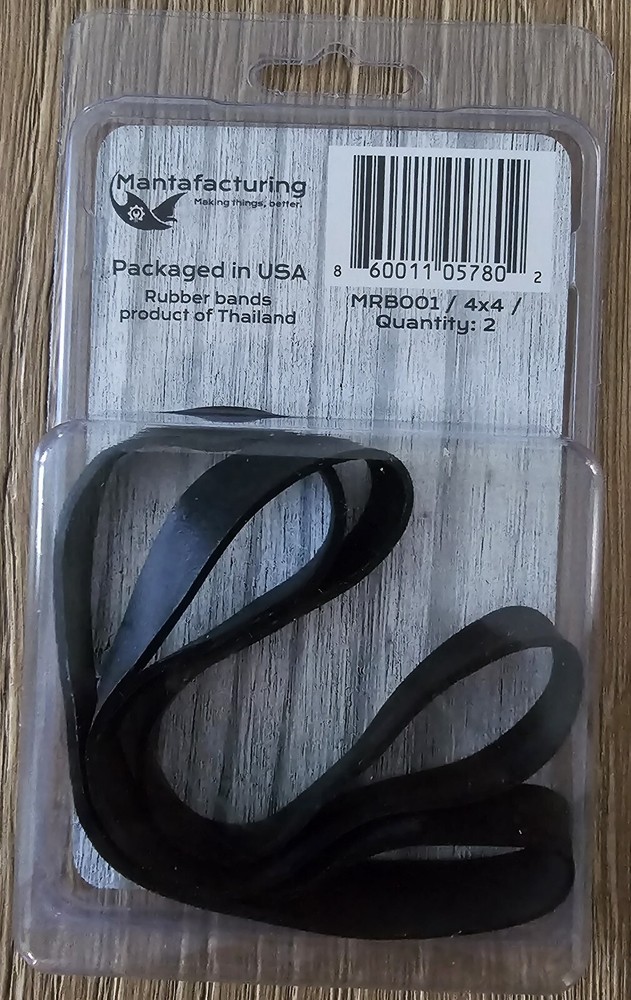 Mantafacturing
Making things, better.
Packaged in USA
Rubber bands
product of Thailand
8 60011 05780 2
MRB001 / 4x4 /
Quantity: 2